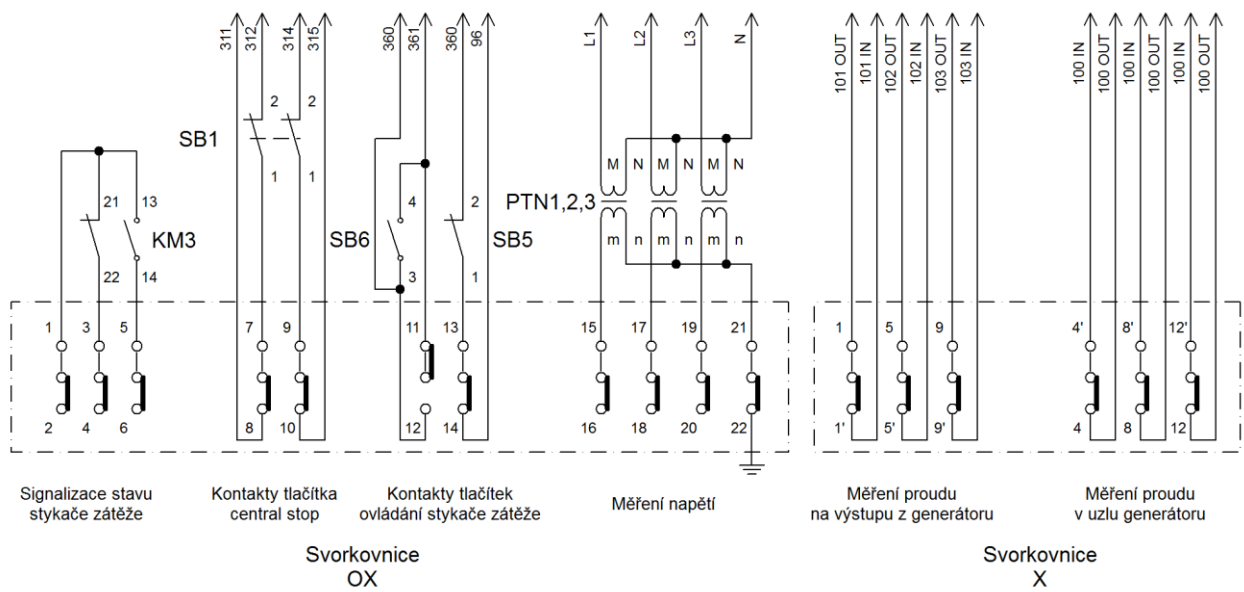 311 312 314 315 360 361 360 96 L1 L2 L3 N 101 OUT 101 IN 102 OUT 102 IN 103 OUT 103 IN 100 IN 100 OUT 100 IN 100 OUT 100 IN 100 OUT
2 2
SB1
1 1
M N M N M N
21 13 4 2 PTN1,2,3
KM3 SB6 SB5 m n m n m n
22 14 3 1
1 3 5 7 9 11 13 15 17 19 21 1 5 9 4' 8' 12'
2 4 6 8 10 12 14 16 18 20 22 1' 5' 9' 4 8 12
Signalizace stavu
stykače zátěže
Kontakty tlačítka
central stop
Kontakty tlačítek
ovládání stykače zátěže
Měření napětí
Měření proudu
na výstupu z generátoru
Měření proudu
v uzlu generátoru
Svorkovnice
OX
Svorkovnice
X